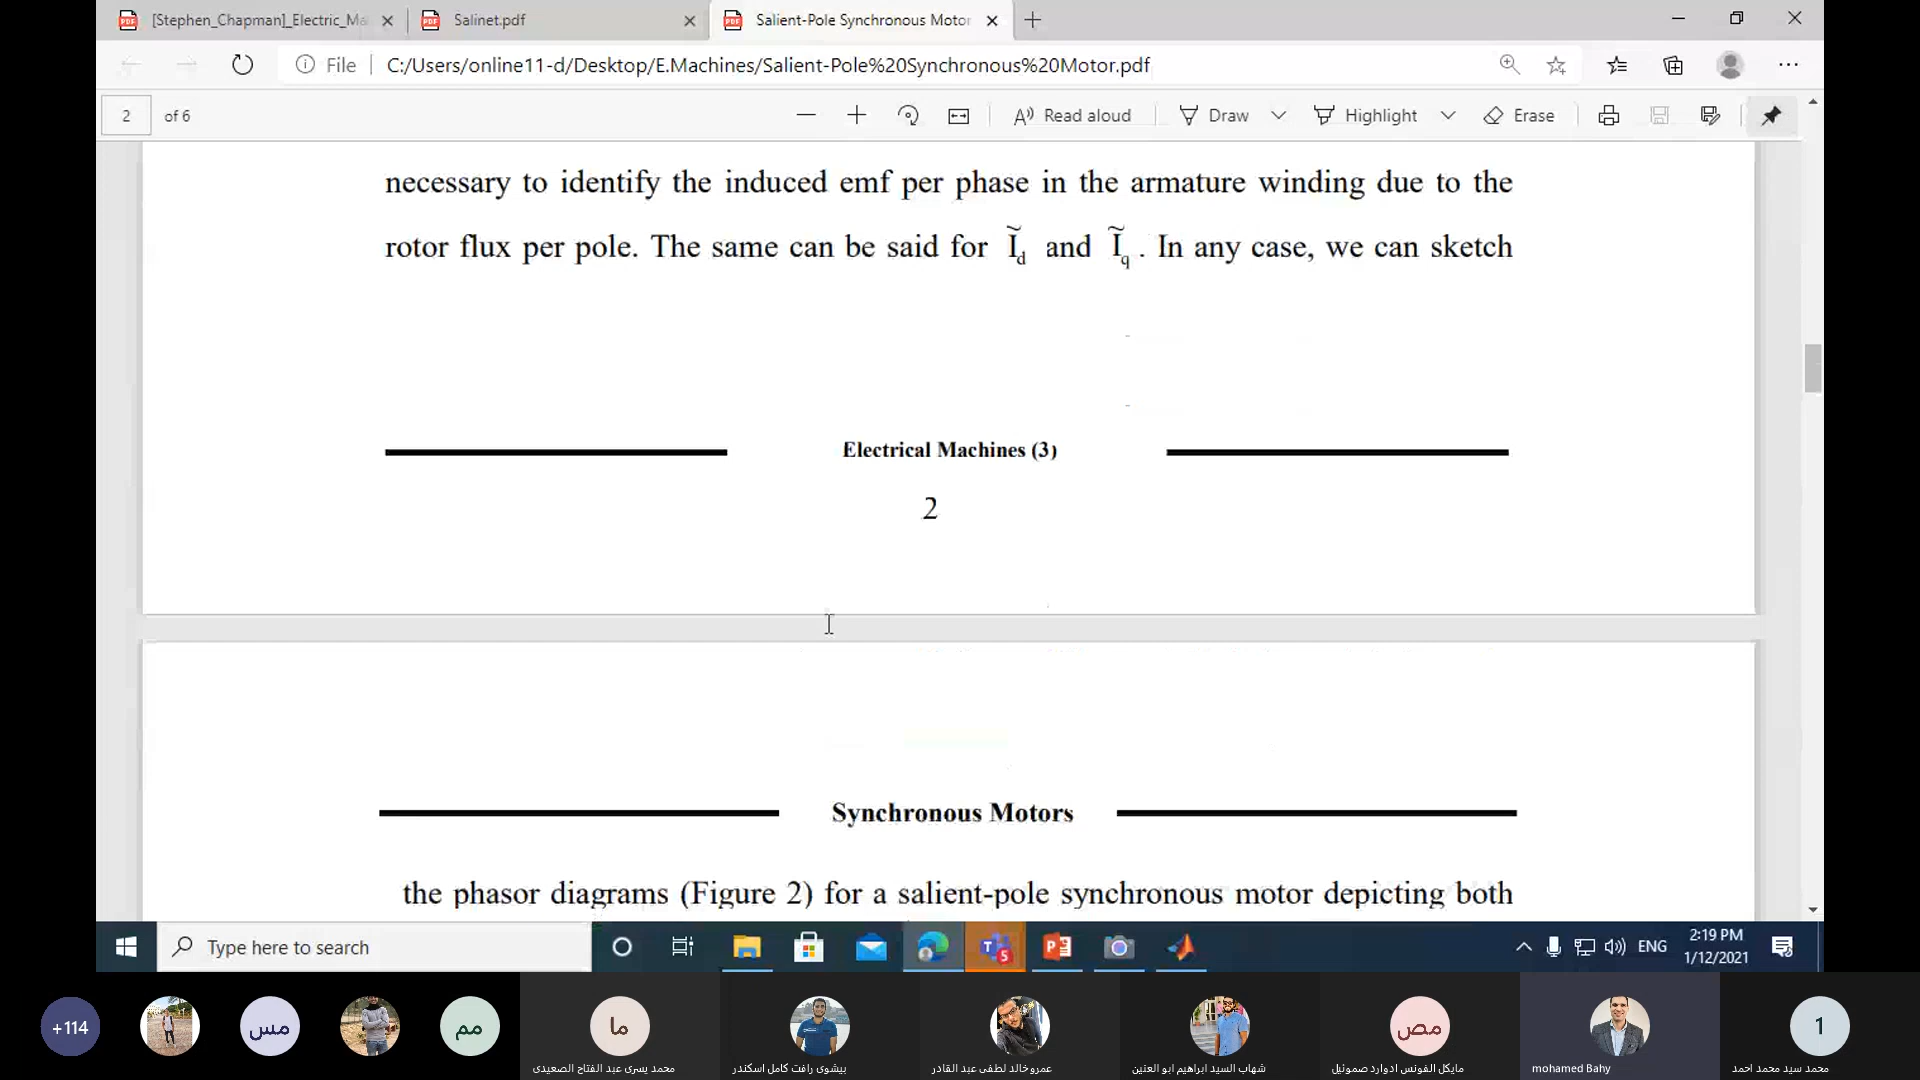 [Stephen_Chapman]_Electric_Ma
Salinet.pdf
Salient-Pole Synchronous Motor
File
C:/Users/online11-d/Desktop/E.Machines/Salient-Pole%20Synchronous%20Motor.pdf
2 of 6
Read aloud
Draw
Highlight
Erase
necessary to identify the induced emf per phase in the armature winding due to the
rotor flux per pole. The same can be said for Ĩd and Ĩq . In any case, we can sketch
Electrical Machines (3)
2
Synchronous Motors
the phasor diagrams (Figure 2) for a salient-pole synchronous motor depicting both
Type here to search
ENG
2:19 PM
1/12/2021
+114
مس
مم
ما
مص
1
محمد يسرى عبد الفتاح الصعيدى
بيشوى رافت كامل اسكندر
عمروخالد لطفى عبد القادر
شهاب السيد ابراهيم ابو العنين
مايكل الفونس ادوارد صموئيل
mohamed Bahy
محمد سيد محمد احمد